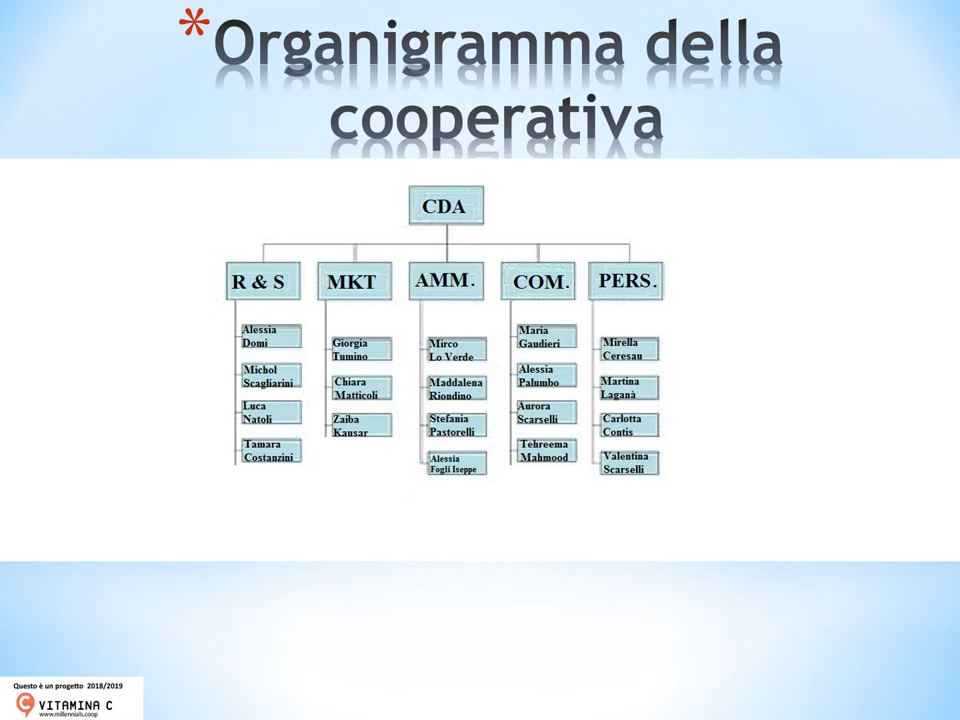 *Organigramma della
cooperativa
CDA
R & S
MKT
AMM.
COM.
PERS.
Alessia
Domi
Michol
Scagliarini
Luca
Natoli
Tamara
Costanzini
Giorgia
Tumino
Chiara
Matticoli
Zaiba
Kausar
Mirco
Lo Verde
Maddalena
Riondino
Stefania
Pastorelli
Alessia
Fogli Iseppe
Maria
Gaudieri
Alessia
Palumbo
Aurora
Scarselli
Tehreema
Mahmood
Mirella
Ceresau
Martina
Laganà
Carlotta
Contis
Valentina
Scarselli
Questo è un progetto 2018/2019
VITAMINA C
www.millennials.coop